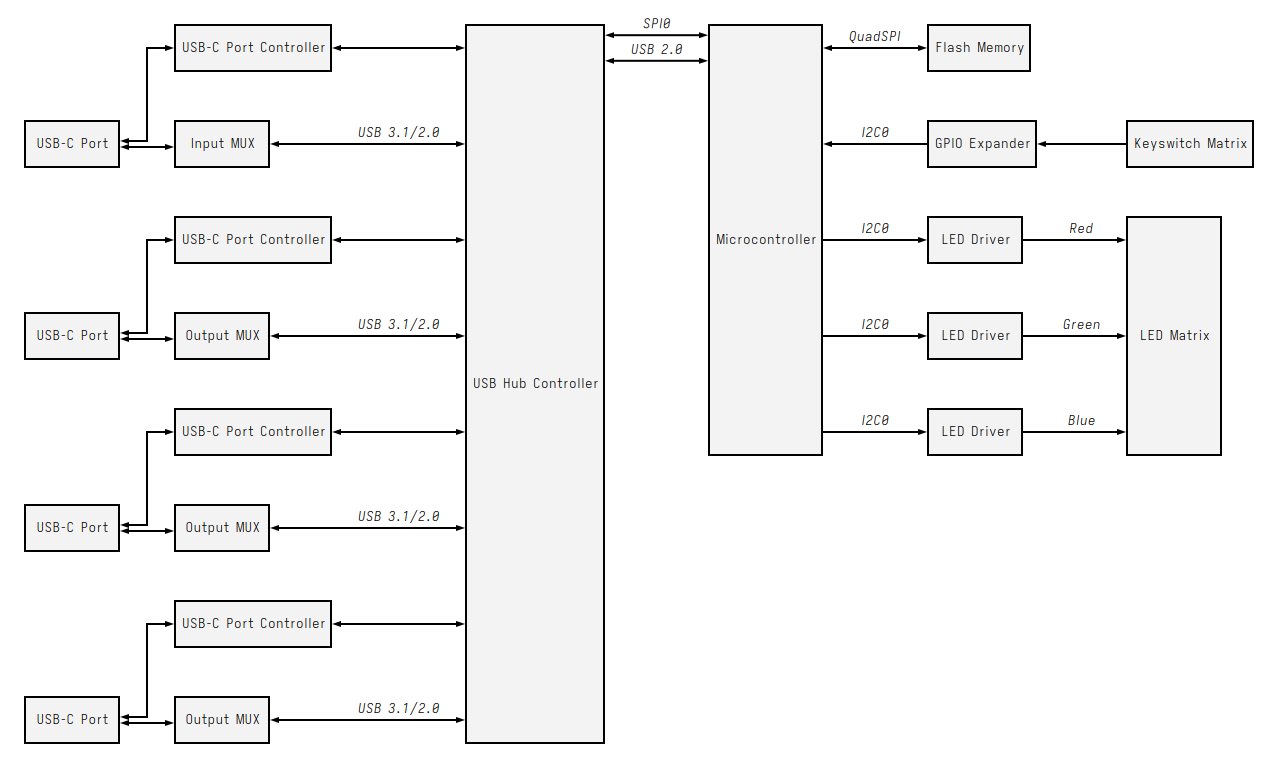 SPI0
USB-C Port Controller
QuadSPI
Flash Memory
USB 2.0
USB 3.1/2.0
I2C0
USB-C Port
Input MUX
GPIO Expander
Keyswitch Matrix
I2C0
Red
USB-C Port Controller
Microcontroller
LED Driver
USB 3.1/2.0
I2C0
Green
USB-C Port
Output MUX
LED Driver
LED Matrix
USB Hub Controller
I2C0
Blue
USB-C Port Controller
LED Driver
USB 3.1/2.0
USB-C Port
Output MUX
USB-C Port Controller
USB 3.1/2.0
USB-C Port
Output MUX